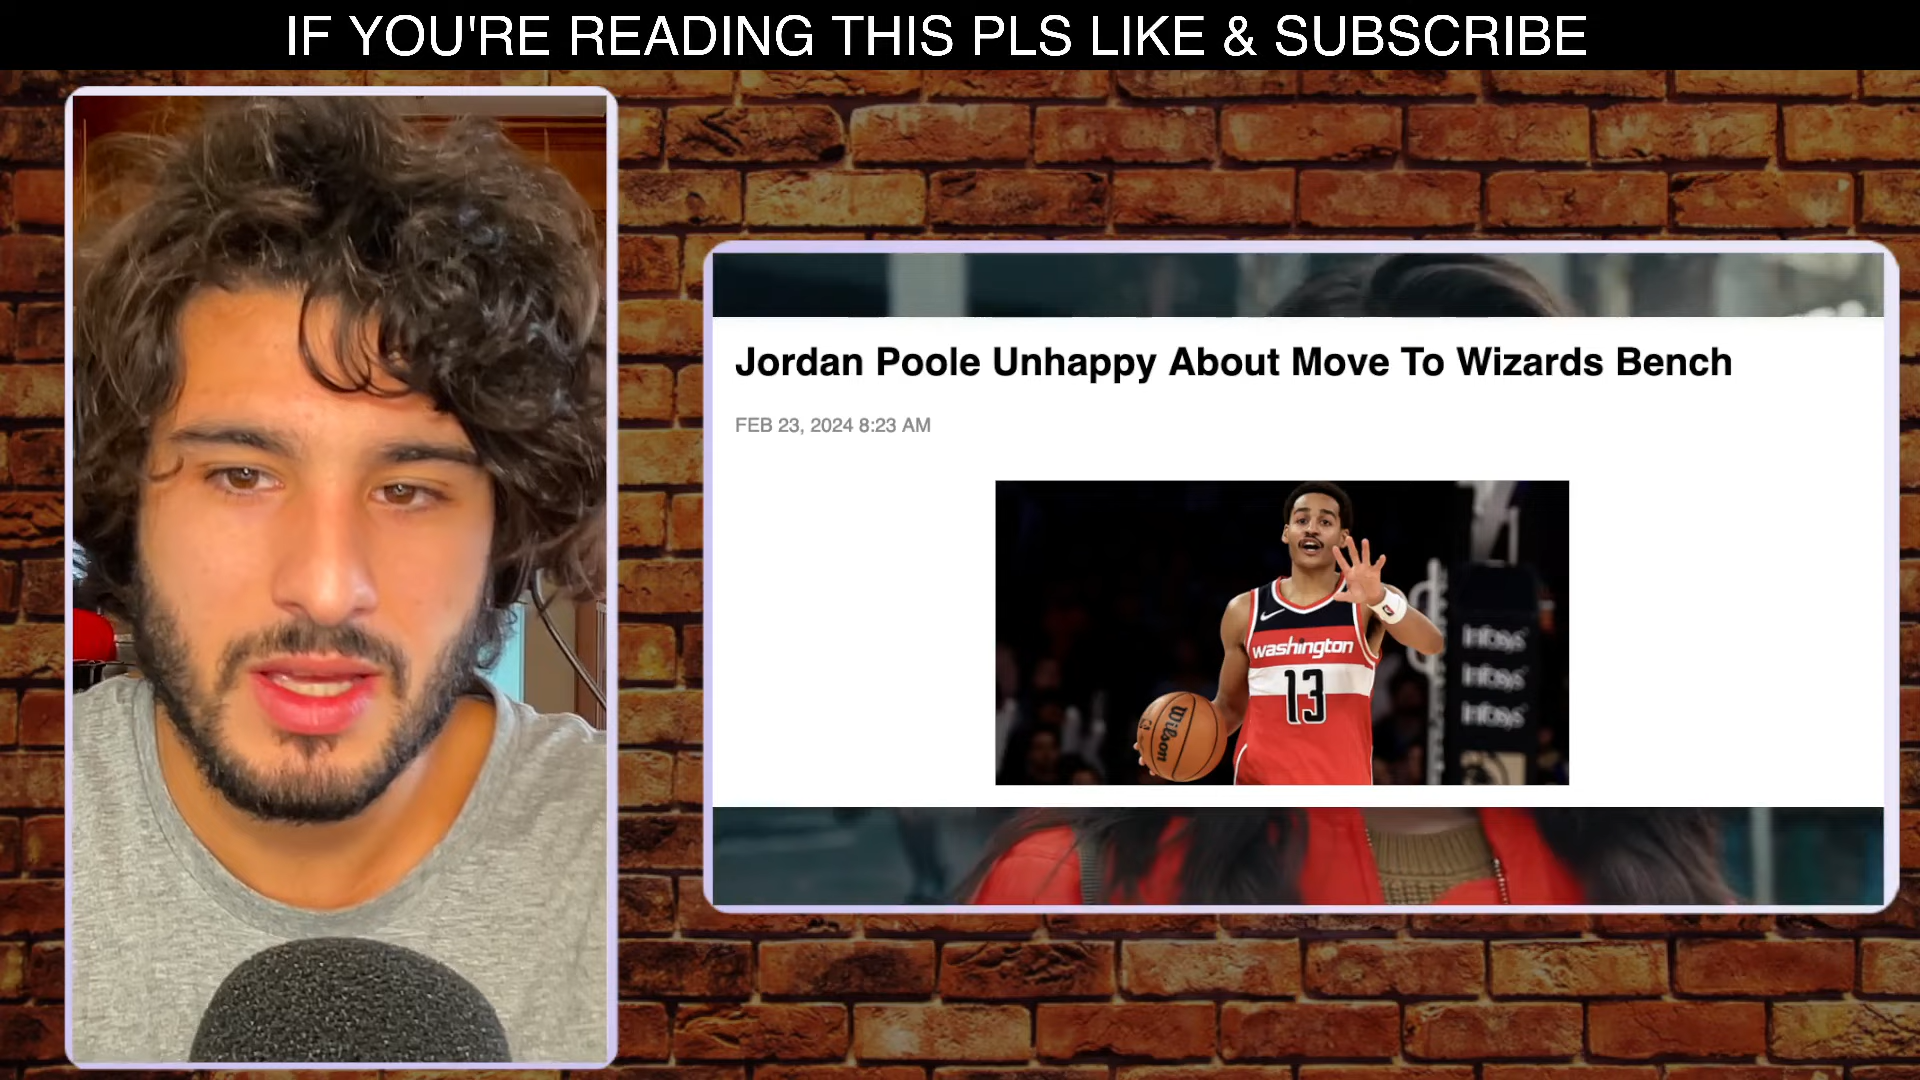 IF YOU'RE READING THIS PLS LIKE & SUBSCRIBE
Jordan Poole Unhappy About Move To Wizards Bench
FEB 23, 2024 8:23 AM
washington
13
Wilson
Infosys
Infosys
Infosys